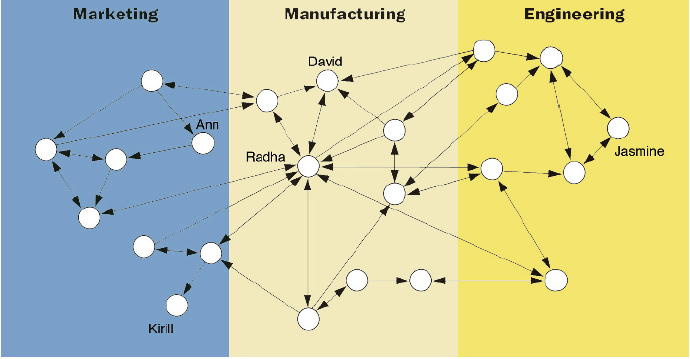 Marketing Manufacturing Engineering
David
Ann
Radha
Jasmine
Kirill